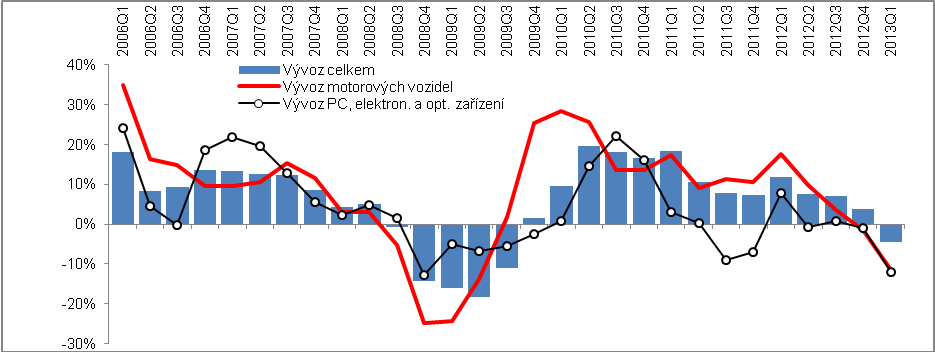 2006Q1
2006Q2
2006Q3
2006Q4
2007Q1
2007Q2
2007Q3
2007Q4
2008Q1
2008Q2
2008Q3
2008Q4
2009Q1
2009Q2
2009Q3
2009Q4
2010Q1
2010Q2
2010Q3
2010Q4
2011Q1
2011Q2
2011Q3
2011Q4
2012Q1
2012Q2
2012Q3
2012Q4
2013Q1
40%
30%
20%
10%
0%
-10%
-20%
-30%
Vývoz celkem
Vývoz motorových vozidel
Vývoz PC, elektron. a opt. zařízení